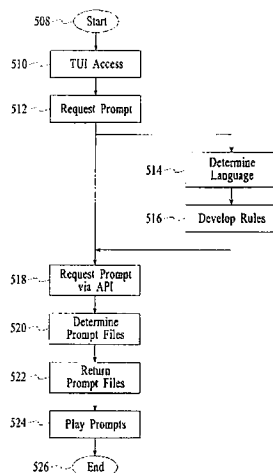 508
Start
510
TUI Access
512
Request Prompt
514
Determine
Language
516
Develop Rules
518
Request Prompt
via API
520
Determine
Prompt Files
522
Return
Prompt Files
524
Play Prompts
526
End